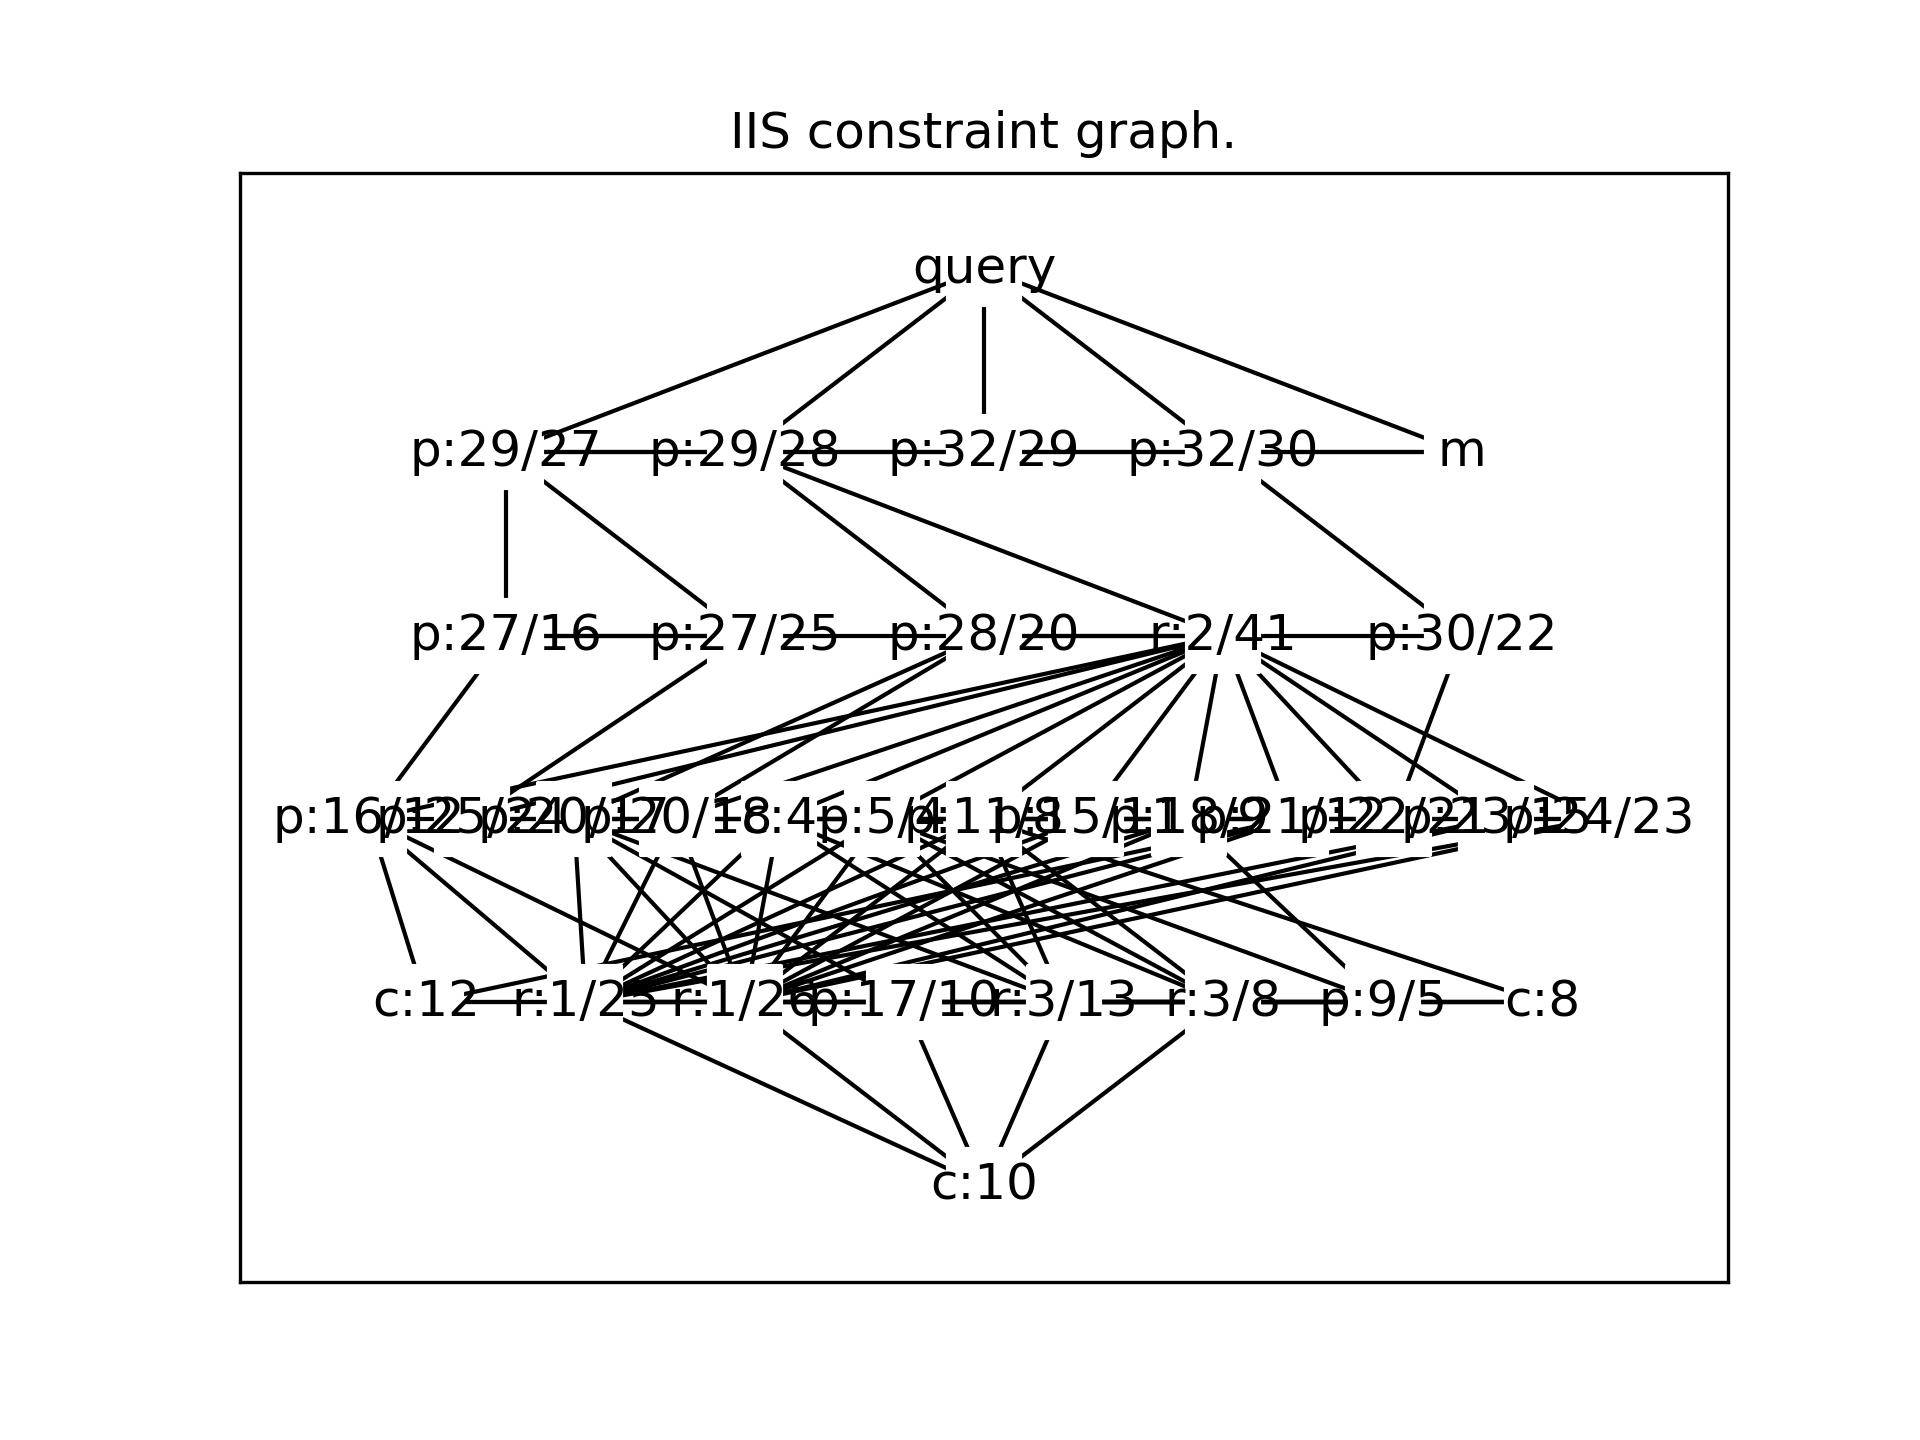 IIS constraint graph.
query
p:29/27 p:29/28 p:32/29 p:32/30 m
p:27/16 p:27/25 p:28/20 r:2/41 p:30/22
p:16/12 p:25/24 p:20/17 p:20/18 c:4 p:5/4 p:11/8 p:15/11 p:18/9 p:21/12 p:22/21 p:23/15 p:24/23
c:12 r:1/25 r:1/26 p:17/10 r:3/13 r:3/8 p:9/5 c:8
c:10